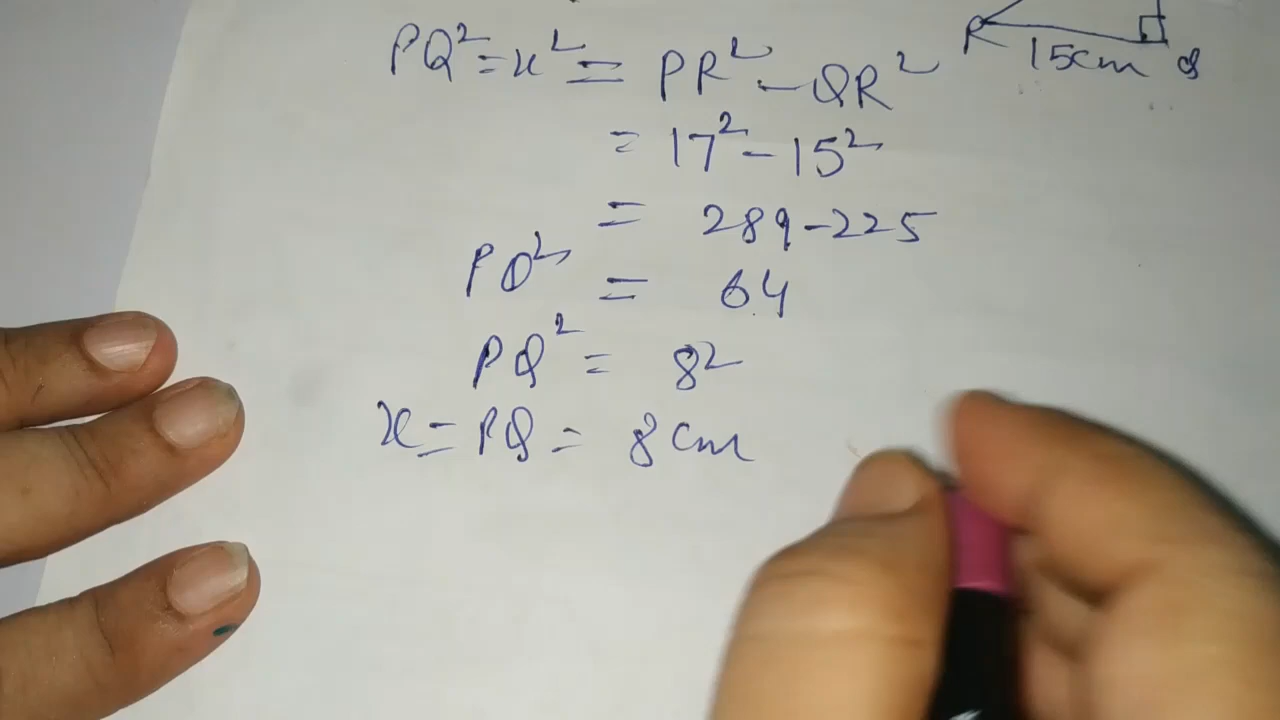 PQ² = x² = PR² - QR²
R 15cm Q
= 17² - 15²
= 289 - 225
PQ² = 64
PQ² = 8²
x = PQ = 8 cm